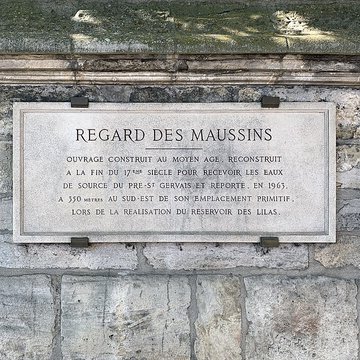 REGARD DES MAUSSINS
OUVRAGE CONSTRUIT AU MOYEN AGE, RECONSTRUIT
A LA FIN DU 17EME SIÈCLE POUR RECEVOIR LES EAUX
DE SOURCE DU PRE-ST GERVAIS ET REPORTE, EN 1963,
A 350 METRES AU SUD-EST DE SON EMPLACEMENT PRIMITIF,
LORS DE LA REALISATION DU RESERVOIR DES LILAS.